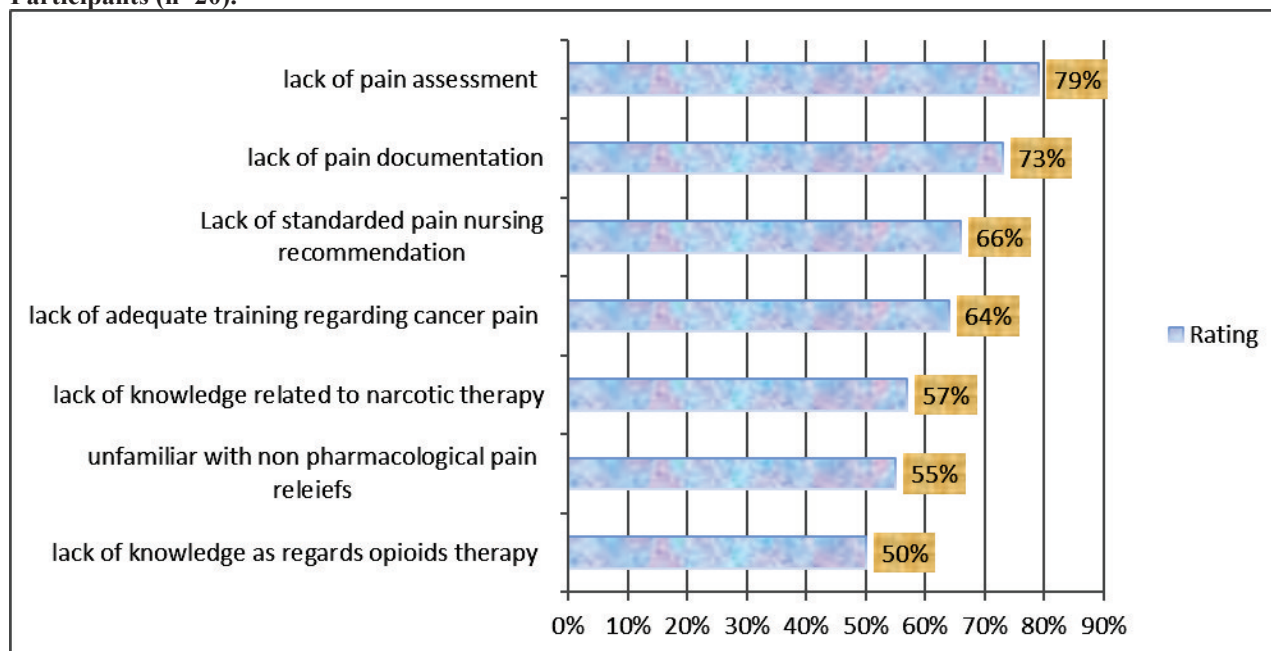 Participants (n=20).
lack of pain assessment
79%
lack of pain documentation
73%
Lack of standarded pain nursing
recommendation
66%
lack of adequate training regarding cancer pain
64%
Rating
lack of knowledge related to narcotic therapy
57%
unfamiliar with non pharmacological pain
releiefs
55%
lack of knowledge as regards opioids therapy
50%
0% 10% 20% 30% 40% 50% 60% 70% 80% 90%